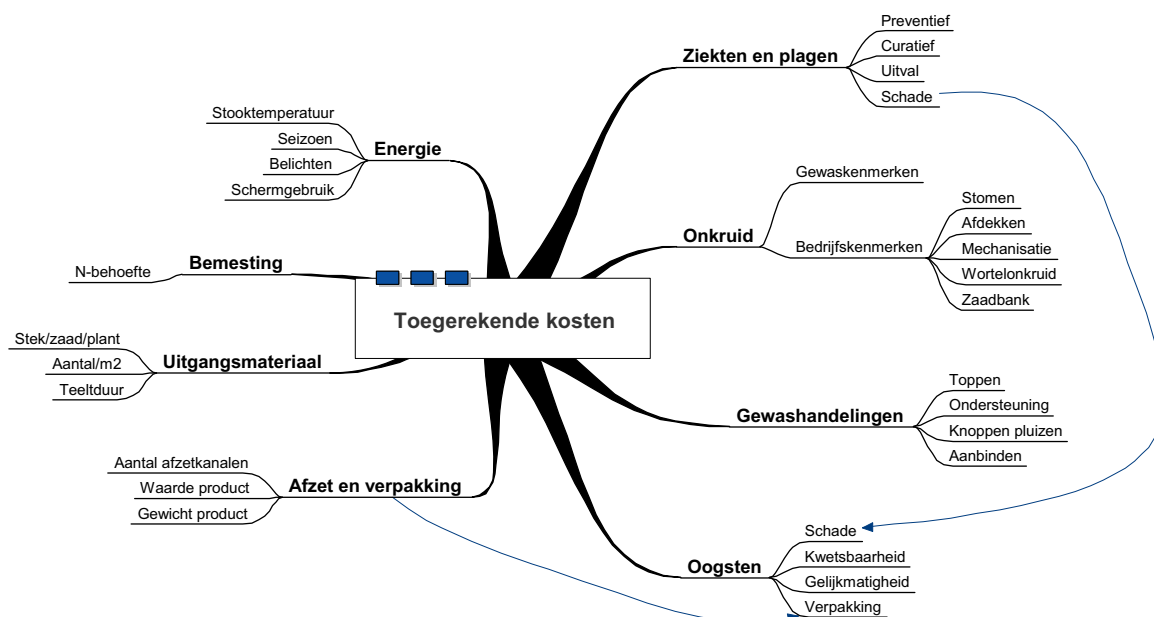 Toegerekende kosten
Ziekten en plagen
Preventief
Curatief
Uitval
Schade
Onkruid
Gewaskenmerken
Bedrijfskenmerken
Stomen
Afdekken
Mechanisatie
Wortelonkruid
Zaadbank
Gewashandelingen
Toppen
Ondersteuning
Knoppen pluizen
Aanbinden
Oogsten
Schade
Kwetsbaarheid
Gelijkmatigheid
Verpakking
Afzet en verpakking
Aantal afzetkanalen
Waarde product
Gewicht product
Uitgangsmateriaal
Stek/zaad/plant
Aantal/m2
Teeltduur
Bemesting
N-behoefte
Energie
Stooktemperatuur
Seizoen
Belichten
Schermgebruik